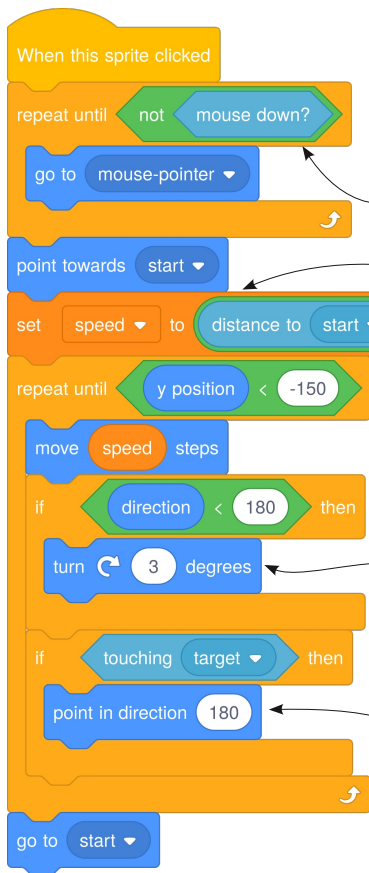 When this sprite clicked
repeat until not mouse down?
go to mouse-pointer
point towards start
set speed to distance to start
repeat until y position < -150
move speed steps
if direction < 180 then
turn 3 degrees
if touching target then
point in direction 180
go to start